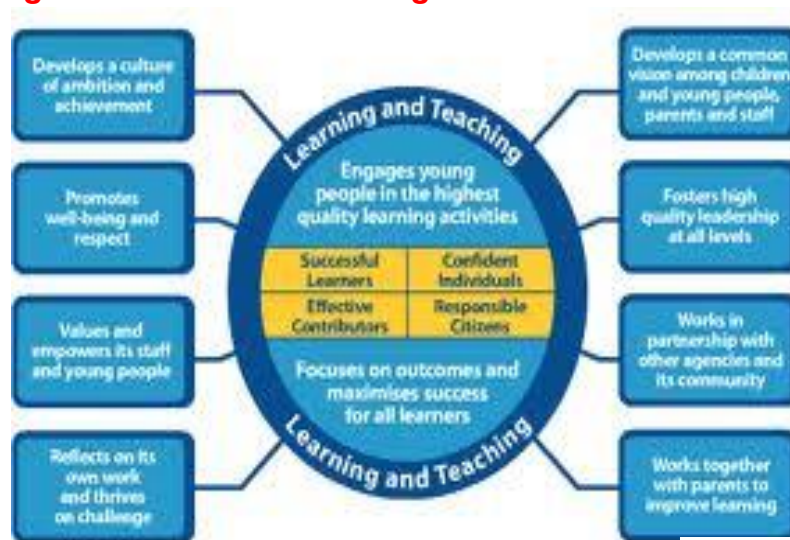 Develops a culture
of ambition and
achievement
Promotes
well-being and
respect
Values and
empowers its staff
and young people
Reflects on its
own work
and thrives
on challenge
Learning and Teaching
Engages young
people in the highest
quality learning activities
Successful
Learners
Confident
Individuals
Effective
Contributors
Responsible
Citizens
Focuses on outcomes and
maximises success
for all learners
Learning and Teaching
Develops a common
vision among children
and young people,
parents and staff
Fosters high
quality leadership
at all levels
Works in
partnership with
other agencies and
its community
Works together
with parents to
improve learning